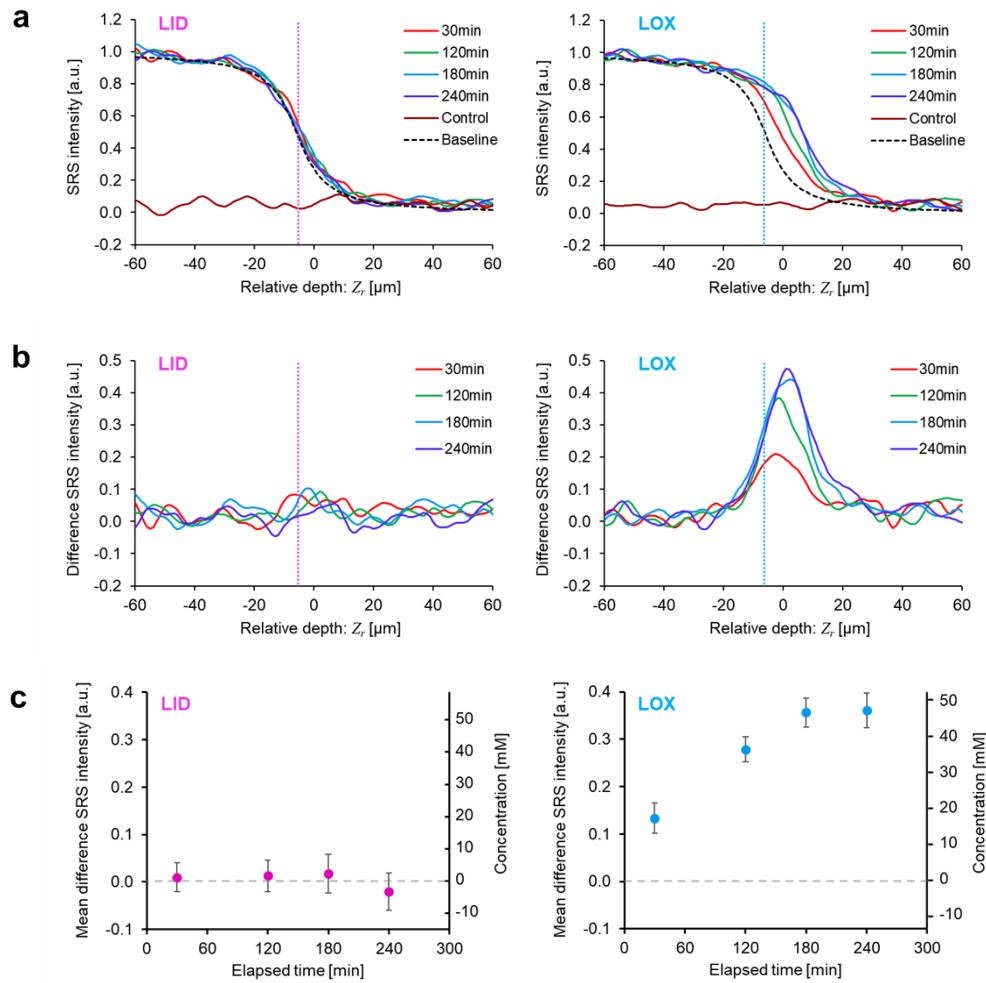 a
LID
SRS intensity [a.u.]
1.2
1.0
0.8
0.6
0.4
0.2
0.0
-0.2
-60 -40 -20 0 20 40 60
Relative depth: Zr [µm]
30min
120min
180min
240min
Control
Baseline
LOX
SRS intensity [a.u.]
1.2
1.0
0.8
0.6
0.4
0.2
0.0
-0.2
-60 -40 -20 0 20 40 60
Relative depth: Zr [µm]
30min
120min
180min
240min
Control
Baseline
b
LID
Difference SRS intensity [a.u.]
0.5
0.4
0.3
0.2
0.1
0.0
0.1
-0.2
-60 -40 -20 0 20 40 60
Relative depth: Zr [µm]
30min
120min
180min
240min
LOX
Difference SRS intensity [a.u.]
0.5
0.4
0.3
0.2
0.1
0.0
0.1
-0.2
-60 -40 -20 0 20 40 60
Relative depth: Zr [µm]
30min
120min
180min
240min
c
LID
Mean difference SRS intensity [a.u.]
0.4
0.3
0.2
0.1
0.0
-0.1
0 60 120 180 240 300
Elapsed time [min]
50
40
30
20
10
0
-10
Concentration [mM]
LOX
Mean difference SRS intensity [a.u.]
0.4
0.3
0.2
0.1
0.0
-0.1
0 60 120 180 240 300
Elapsed time [min]
50
40
30
20
10
0
-10
Concentration [mM]